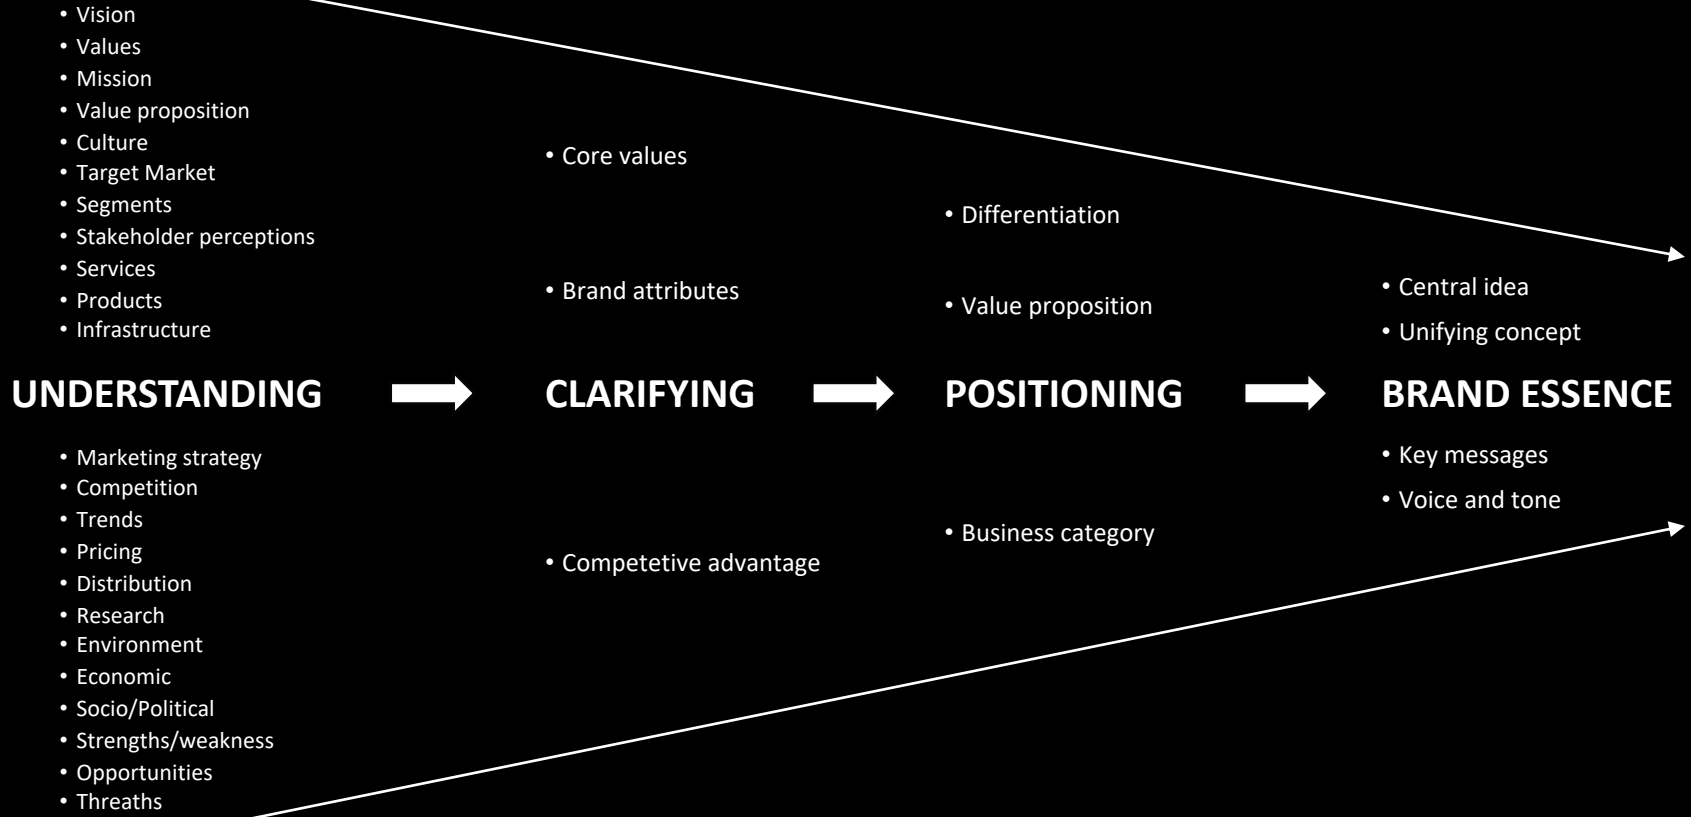 • Vision
• Values
• Mission
• Value proposition
• Culture
• Target Market
• Segments
• Stakeholder perceptions
• Services
• Products
• Infrastructure
UNDERSTANDING
• Marketing strategy
• Competition
• Trends
• Pricing
• Distribution
• Research
• Environment
• Economic
• Socio/Political
• Strengths/weakness
• Opportunities
• Threaths
• Core values
• Brand attributes
CLARIFYING
• Competetive advantage
• Differentiation
• Value proposition
POSITIONING
• Business category
• Central idea
• Unifying concept
BRAND ESSENCE
• Key messages
• Voice and tone